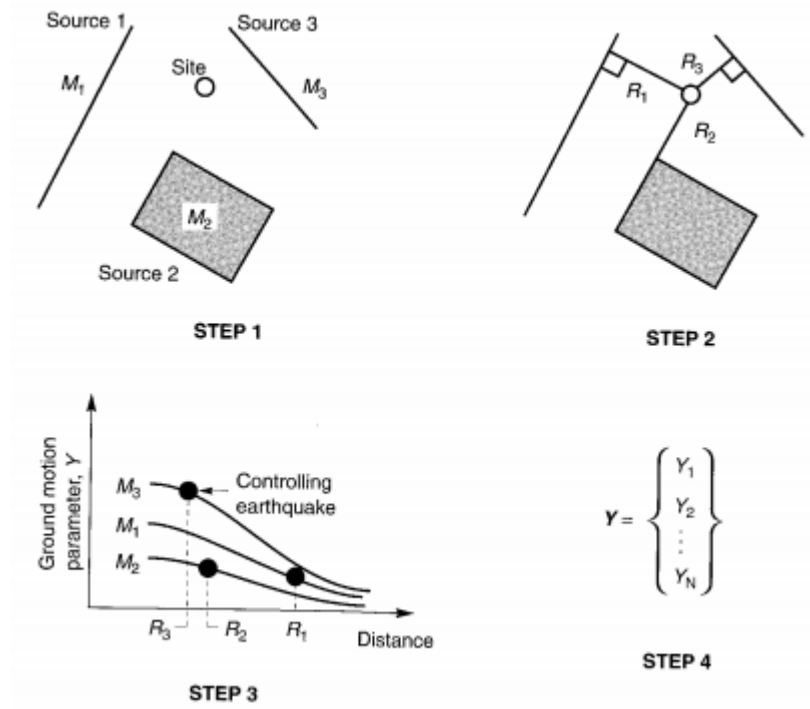 Source 1
Source 3
Site
M1
M3
M2
Source 2
STEP 1
R1
R3
R2
STEP 2
Ground motion
parameter, Y
M3
M1
M2
Controlling
earthquake
R3
R2
R1
Distance
STEP 3
Y =
Y1
Y2
⋮
YN
STEP 4